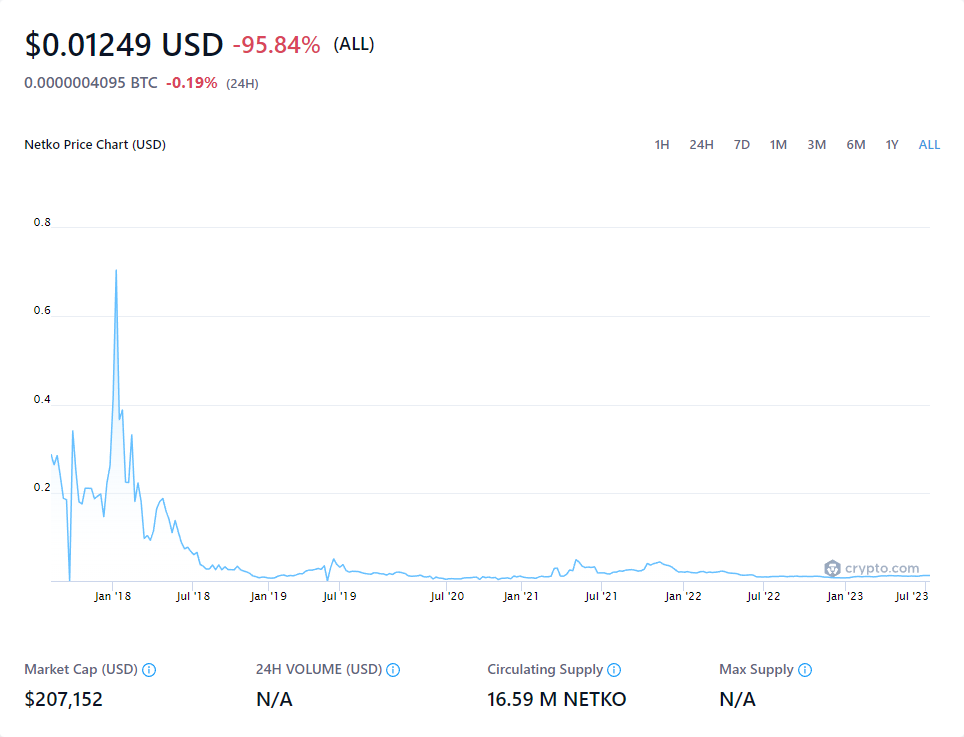 $0.01249 USD -95.84% (ALL)
0.0000004095 BTC -0.19% (24H)
Netko Price Chart (USD) 1H 24H 7D 1M 3M 6M 1Y ALL
0.8
0.6
0.4
0.2
crypto.com
Jan '18 Jul '18 Jan '19 Jul '19 Jul '20 Jan '21 Jul '21 Jan '22 Jul '22 Jan '23 Jul '23
Market Cap (USD) 24H VOLUME (USD) Circulating Supply Max Supply
$207,152 N/A 16.59 M NETKO N/A